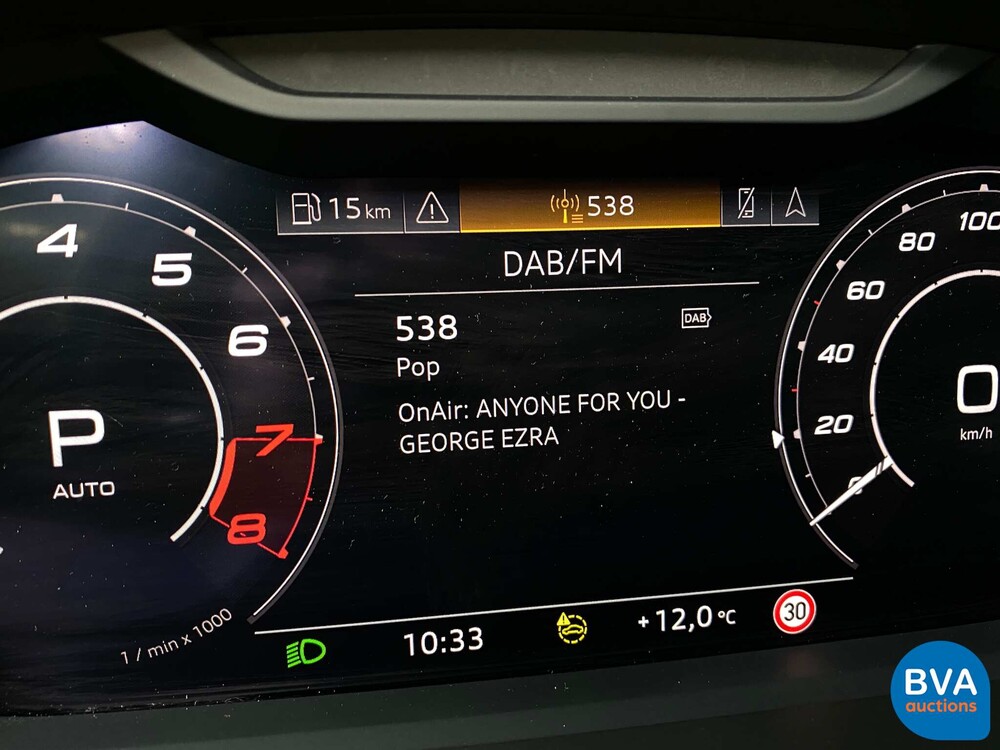 15 km
538
DAB/FM
538
DAB
Pop
OnAir: ANYONE FOR YOU -
GEORGE EZRA
4
5
6
7
8
P
AUTO
1 / min x 1000
100
80
60
40
20
0
0
km/h
10:33
+12,0 °C
30
BVA
auctions